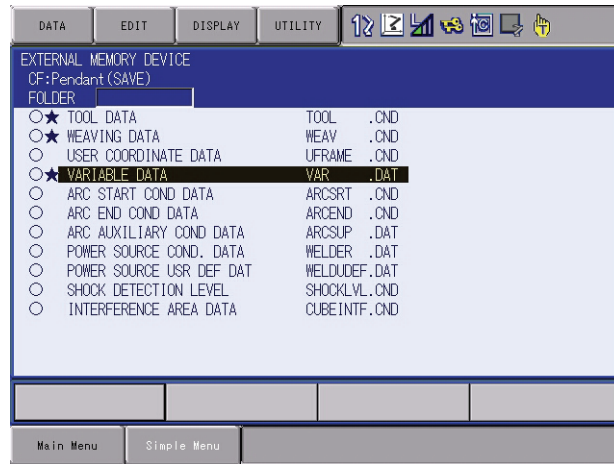 DATA EDIT DISPLAY UTILITY
EXTERNAL MEMORY DEVICE
CF:Pendant(SAVE)
FOLDER
○★ TOOL DATA TOOL .CND
○★ WEAVING DATA WEAV .CND
○ USER COORDINATE DATA UFRAME .CND
○★ VARIABLE DATA VAR .DAT
○ ARC START COND DATA ARCSRT .CND
○ ARC END COND DATA ARCEND .CND
○ ARC AUXILIARY COND DATA ARCSUP .DAT
○ POWER SOURCE COND. DATA WELDER .DAT
○ POWER SOURCE USR DEF DAT WELDUDEF.DAT
○ SHOCK DETECTION LEVEL SHOCKLVL.CND
○ INTERFERENCE AREA DATA CUBEINTF.CND
Main Menu Simple Menu